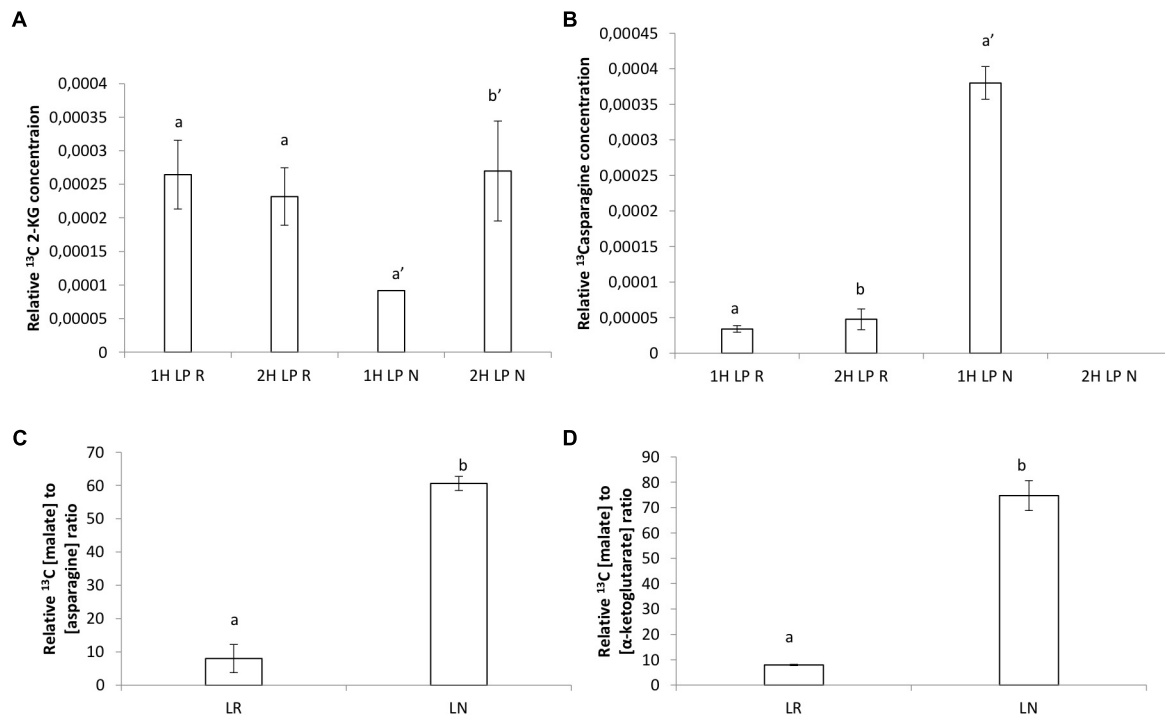 A
Relative ¹³C 2-KG concentraion
0,0004
0,00035
0,0003
0,00025
0,0002
0,00015
0,0001
0,00005
0
a
a
a’
b’
1H LP R
2H LP R
1H LP N
2H LP N
B
Relative ¹³Casparagine concentration
0,00045
0,0004
0,00035
0,0003
0,00025
0,0002
0,00015
0,0001
0,00005
0
a
b
a’
1H LP R
2H LP R
1H LP N
2H LP N
C
Relative ¹³C [malate] to
[asparagine] ratio
70
60
50
40
30
20
10
0
a
b
LR
LN
D
Relative ¹³C [malate] to
[α-ketoglutarate] ratio
90
80
70
60
50
40
30
20
10
0
a
b
LR
LN